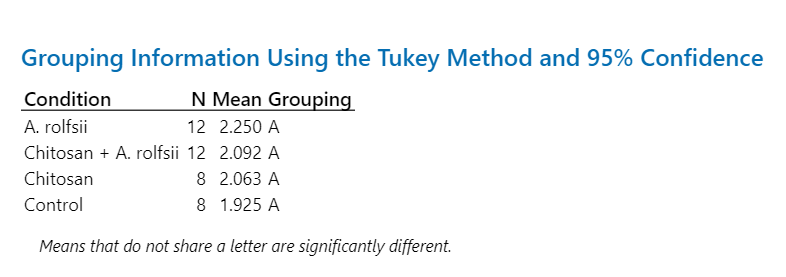 Grouping Information Using the Tukey Method and 95% Confidence
Condition N Mean Grouping
A. rolfsii 12 2.250 A
Chitosan + A. rolfsii 12 2.092 A
Chitosan 8 2.063 A
Control 8 1.925 A
Means that do not share a letter are significantly different.